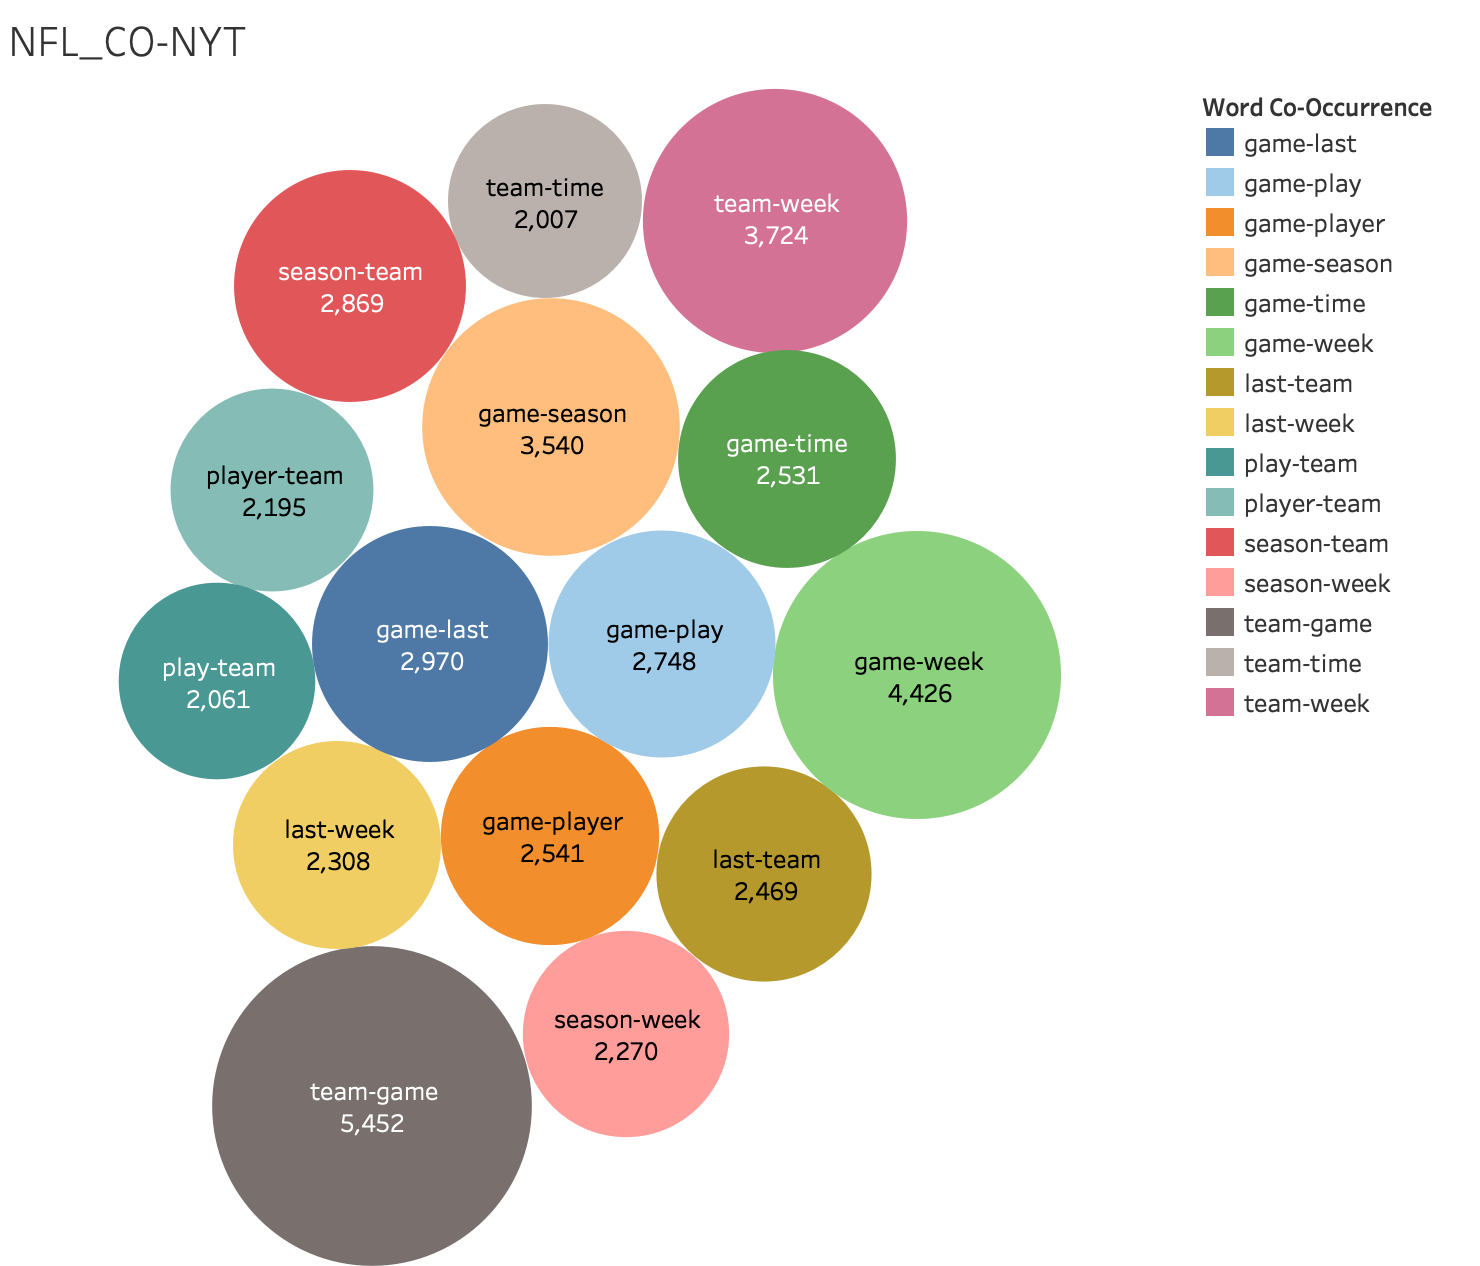 NFL_CO-NYT
team-time
2,007
team-week
3,724
season-team
2,869
game-season
3,540
game-time
2,531
player-team
2,195
game-last
2,970
game-play
2,748
game-week
4,426
play-team
2,061
last-week
2,308
game-player
2,541
last-team
2,469
season-week
2,270
team-game
5,452
Word Co-Occurrence
game-last
game-play
game-player
game-season
game-time
game-week
last-team
last-week
play-team
player-team
season-team
season-week
team-game
team-time
team-week